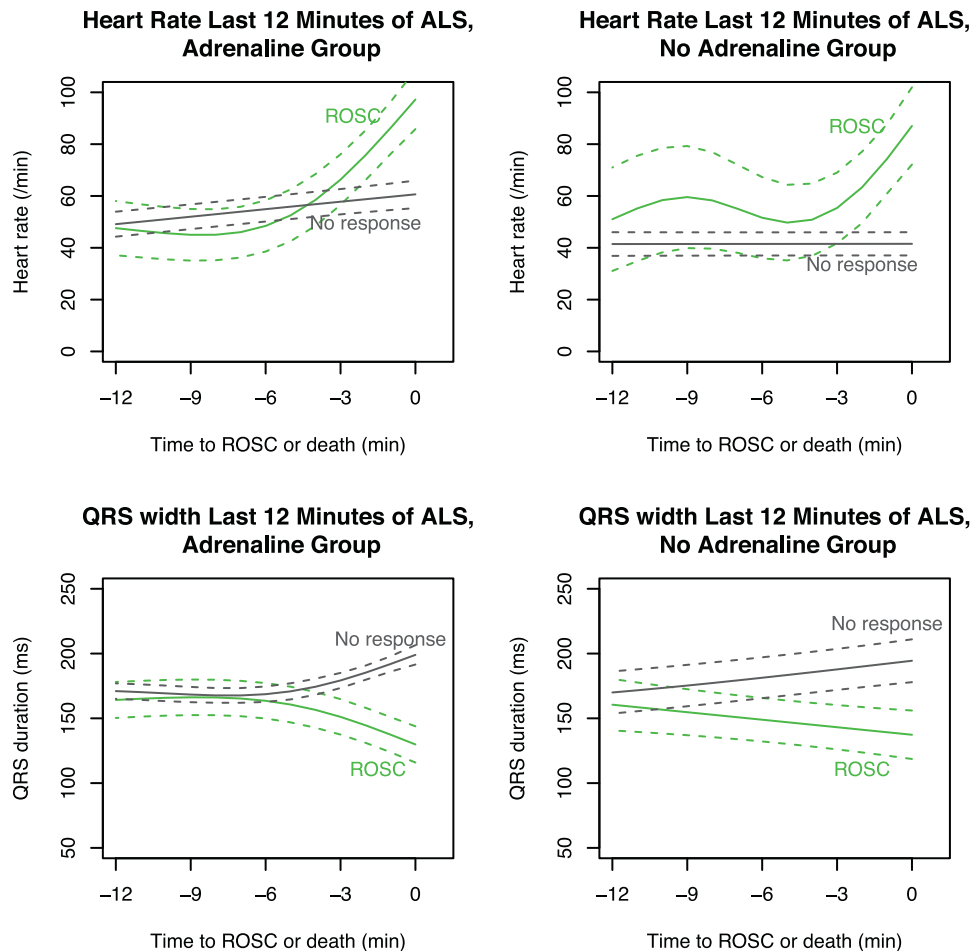 Heart Rate Last 12 Minutes of ALS,
Adrenaline Group
Heart rate (/min)
100
80
60
40
20
0
ROSC
No response
−12 −9 −6 −3 0
Time to ROSC or death (min)
Heart Rate Last 12 Minutes of ALS,
No Adrenaline Group
Heart rate (/min)
100
80
60
40
20
0
ROSC
No response
−12 −9 −6 −3 0
Time to ROSC or death (min)
QRS width Last 12 Minutes of ALS,
Adrenaline Group
QRS duration (ms)
250
200
150
100
50
No response
ROSC
−12 −9 −6 −3 0
Time to ROSC or death (min)
QRS width Last 12 Minutes of ALS,
No Adrenaline Group
QRS duration (ms)
250
200
150
100
50
No response
ROSC
−12 −9 −6 −3 0
Time to ROSC or death (min)